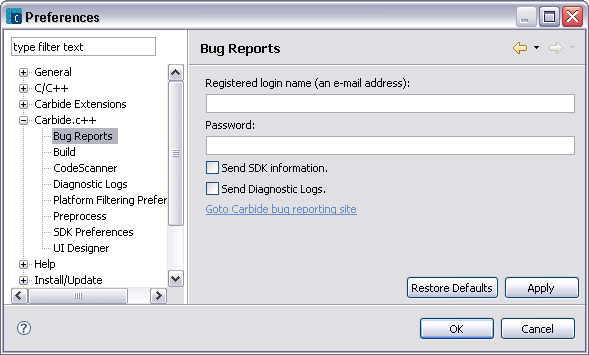 Preferences
type filter text
General
C/C++
Carbide Extensions
Carbide.c++
Bug Reports
Build
CodeScanner
Diagnostic Logs
Platform Filtering Prefer
Preprocess
SDK Preferences
UI Designer
Help
Install/Update
Bug Reports
Registered login name (an e-mail address):
Password:
Send SDK information.
Send Diagnostic Logs.
Goto Carbide bug reporting site
Restore Defaults
Apply
?
OK
Cancel